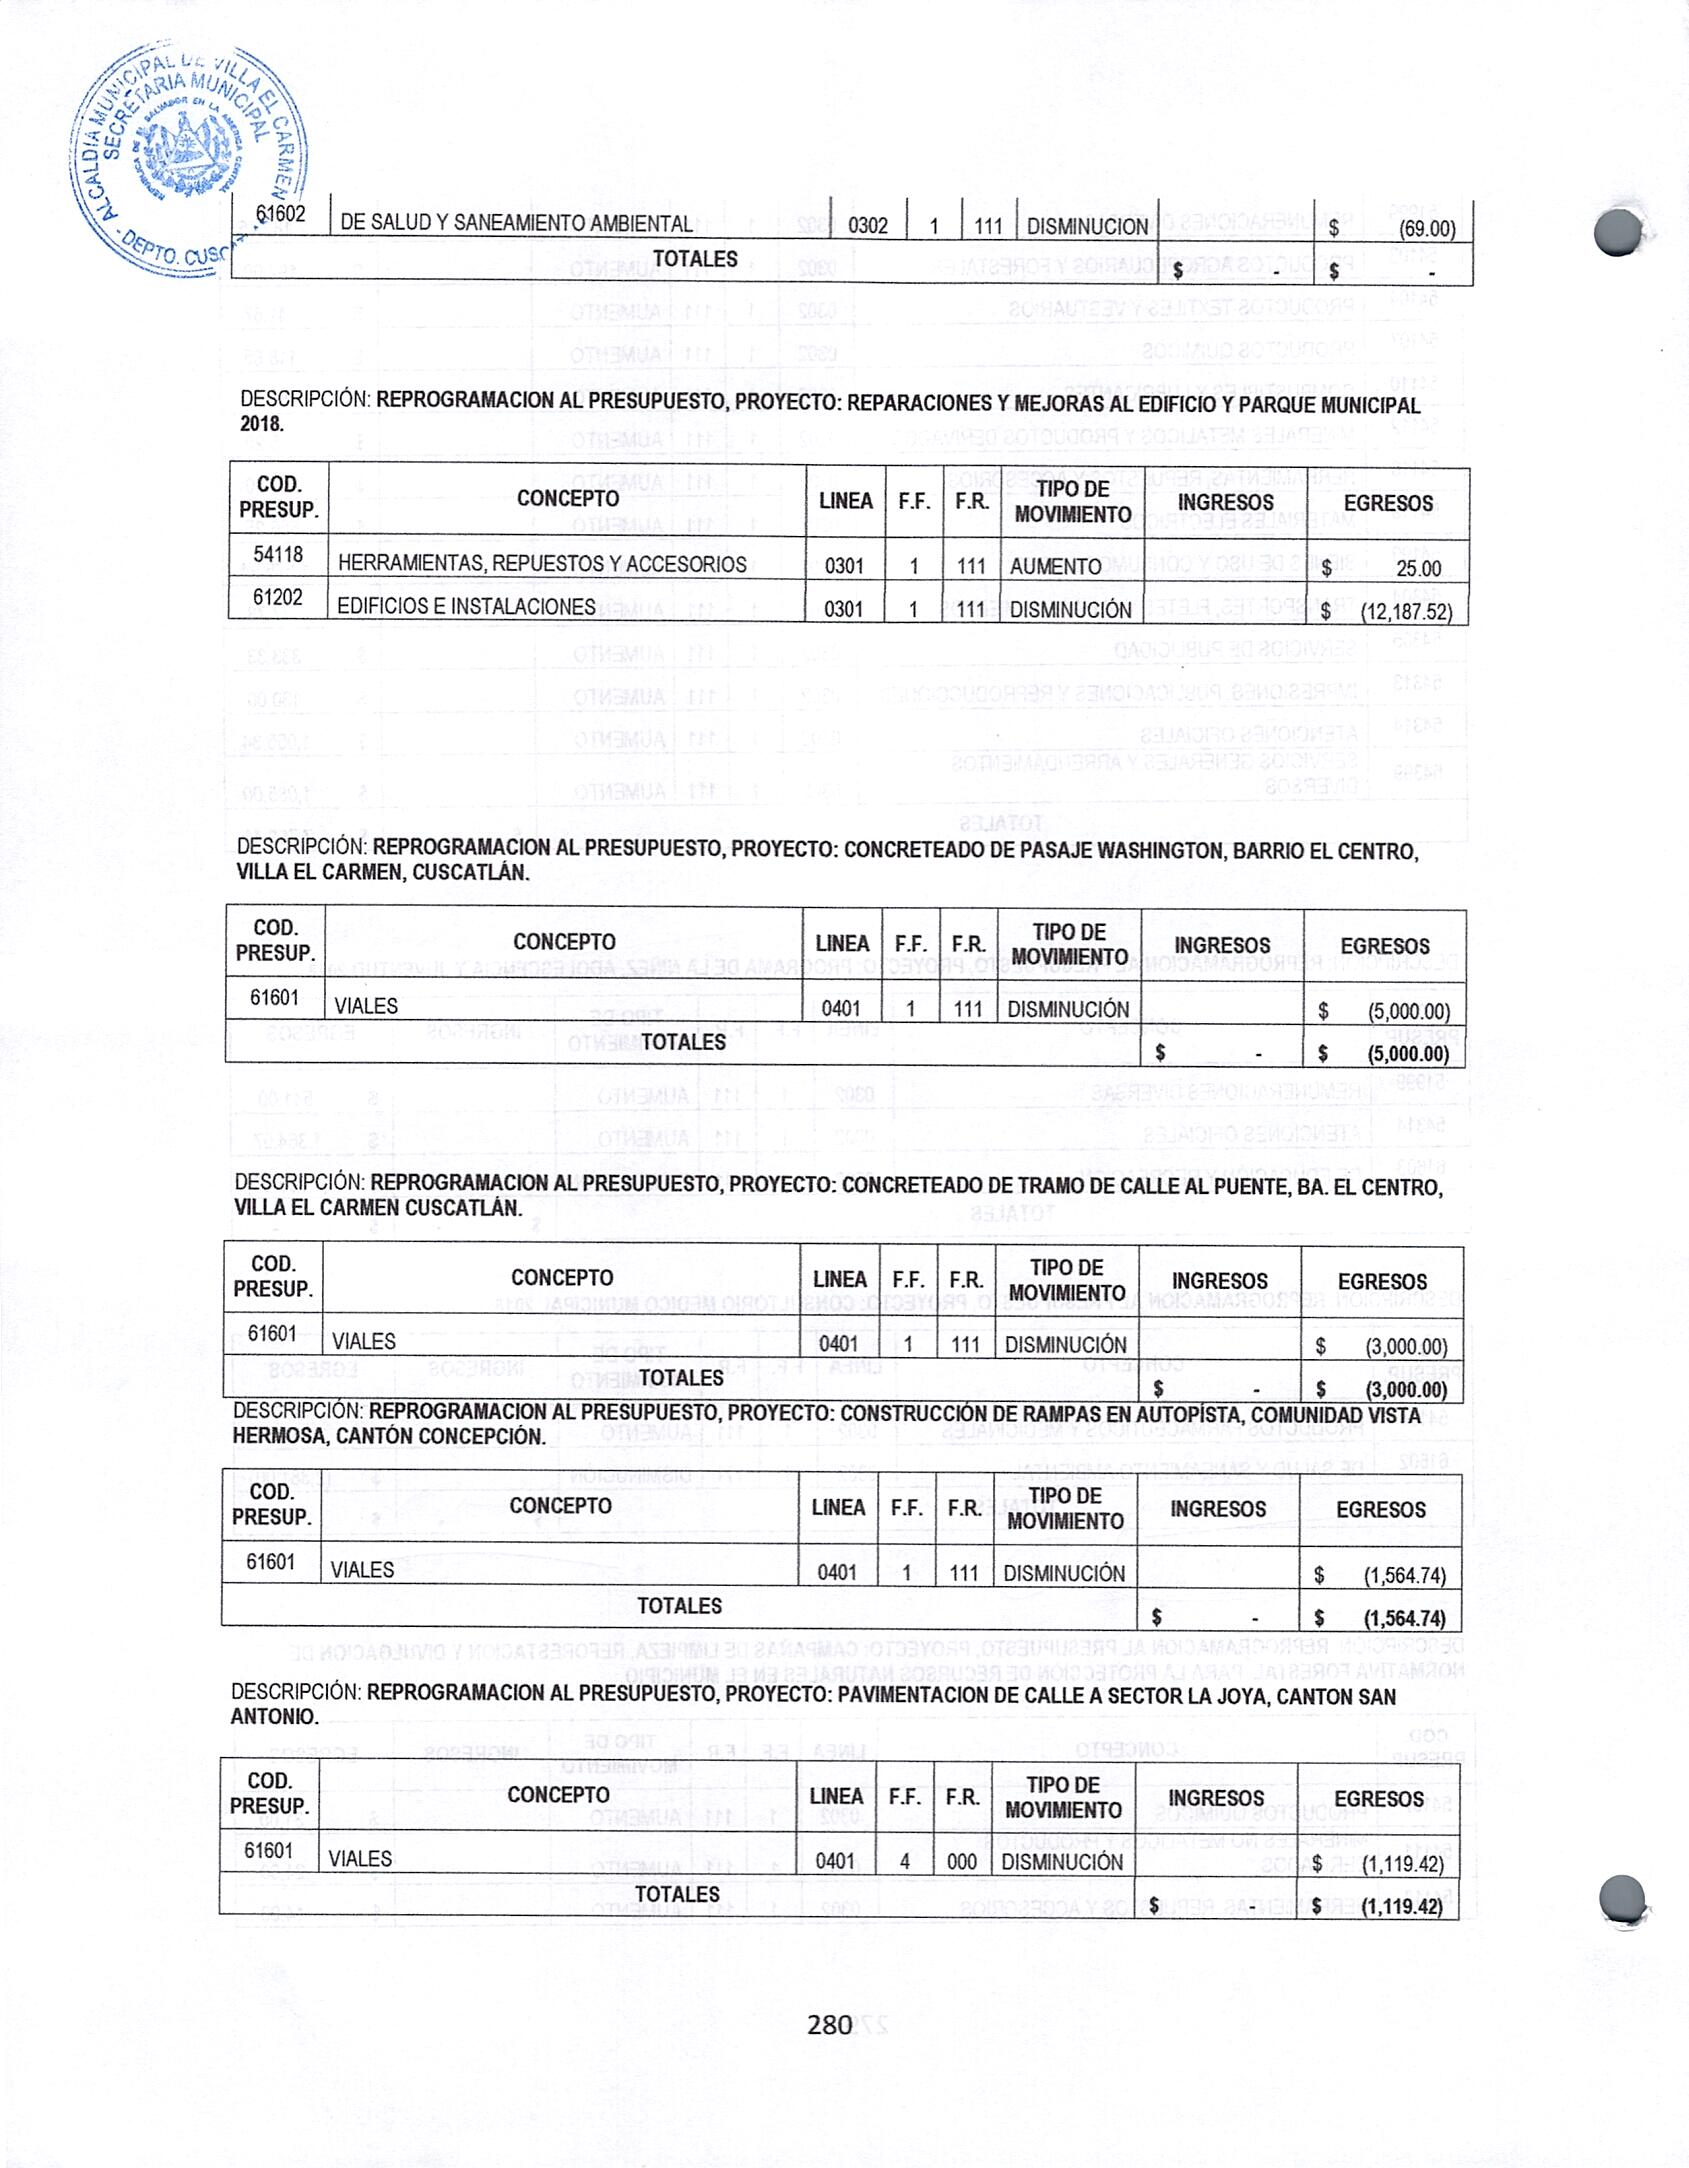 ALCALDIA MUNICIPAL DE VILLA EL CARMEN
SECRETARIA MUNICIPAL
REPUBLICA DE EL SALVADOR EN LA AMERICA CENTRAL
DEPTO. CUSC
61602 DE SALUD Y SANEAMIENTO AMBIENTAL 0302 1 111 DISMINUCION $ (69.00)
TOTALES $ - $ -
DESCRIPCIÓN: REPROGRAMACION AL PRESUPUESTO, PROYECTO: REPARACIONES Y MEJORAS AL EDIFICIO Y PARQUE MUNICIPAL
2018.
COD. PRESUP. CONCEPTO LINEA F.F. F.R. TIPO DE MOVIMIENTO INGRESOS EGRESOS
54118 HERRAMIENTAS, REPUESTOS Y ACCESORIOS 0301 1 111 AUMENTO $ 25.00
61202 EDIFICIOS E INSTALACIONES 0301 1 111 DISMINUCIÓN $ (12,187.52)
DESCRIPCIÓN: REPROGRAMACION AL PRESUPUESTO, PROYECTO: CONCRETEADO DE PASAJE WASHINGTON, BARRIO EL CENTRO,
VILLA EL CARMEN, CUSCATLÁN.
COD. PRESUP. CONCEPTO LINEA F.F. F.R. TIPO DE MOVIMIENTO INGRESOS EGRESOS
61601 VIALES 0401 1 111 DISMINUCIÓN $ (5,000.00)
TOTALES $ - $ (5,000.00)
DESCRIPCIÓN: REPROGRAMACION AL PRESUPUESTO, PROYECTO: CONCRETEADO DE TRAMO DE CALLE AL PUENTE, BA. EL CENTRO,
VILLA EL CARMEN CUSCATLÁN.
COD. PRESUP. CONCEPTO LINEA F.F. F.R. TIPO DE MOVIMIENTO INGRESOS EGRESOS
61601 VIALES 0401 1 111 DISMINUCIÓN $ (3,000.00)
TOTALES $ - $ (3,000.00)
DESCRIPCIÓN: REPROGRAMACION AL PRESUPUESTO, PROYECTO: CONSTRUCCIÓN DE RAMPAS EN AUTOPÍSTA, COMUNIDAD VISTA
HERMOSA, CANTÓN CONCEPCIÓN.
COD. PRESUP. CONCEPTO LINEA F.F. F.R. TIPO DE MOVIMIENTO INGRESOS EGRESOS
61601 VIALES 0401 1 111 DISMINUCIÓN $ (1,564.74)
TOTALES $ - $ (1,564.74)
DESCRIPCIÓN: REPROGRAMACION AL PRESUPUESTO, PROYECTO: PAVIMENTACION DE CALLE A SECTOR LA JOYA, CANTON SAN
ANTONIO.
COD. PRESUP. CONCEPTO LINEA F.F. F.R. TIPO DE MOVIMIENTO INGRESOS EGRESOS
61601 VIALES 0401 4 000 DISMINUCIÓN $ (1,119.42)
TOTALES $ - $ (1,119.42)
280